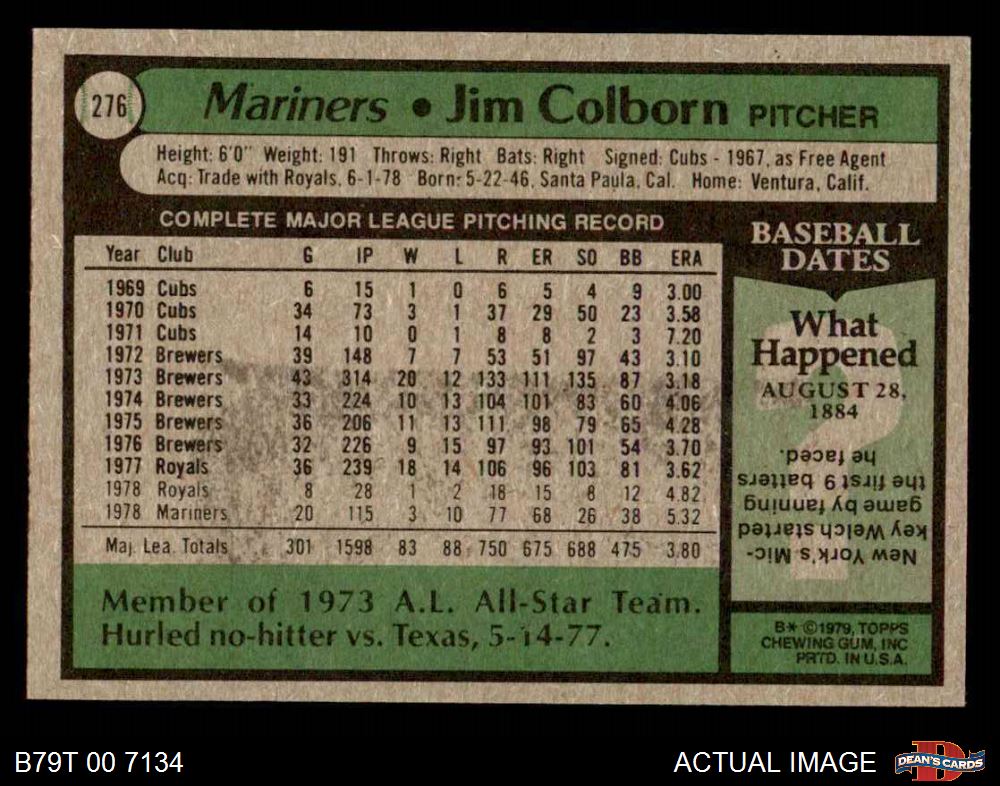 276
Mariners • Jim Colborn PITCHER
Height: 6'0" Weight: 191 Throws: Right Bats: Right Signed: Cubs - 1967, as Free Agent
Acq: Trade with Royals, 6-1-78 Born: 5-22-46, Santa Paula, Cal. Home: Ventura, Calif.
COMPLETE MAJOR LEAGUE PITCHING RECORD
Year Club G IP W L R ER SO BB ERA
1969 Cubs 6 15 1 0 6 5 4 9 3.00
1970 Cubs 34 73 3 1 37 29 50 23 3.58
1971 Cubs 14 10 0 1 8 8 2 3 7.20
1972 Brewers 39 148 7 7 53 51 97 43 3.10
1973 Brewers 43 314 20 12 133 111 135 87 3.18
1974 Brewers 33 224 10 13 104 101 83 60 4.06
1975 Brewers 36 206 11 13 111 98 79 65 4.28
1976 Brewers 32 226 9 15 97 93 101 54 3.70
1977 Royals 36 239 18 14 106 96 103 81 3.62
1978 Royals 8 28 1 2 18 15 8 12 4.82
1978 Mariners 20 115 3 10 77 68 26 38 5.32
Maj. Lea. Totals 301 1598 83 88 750 675 688 475 3.80
Member of 1973 A.L. All-Star Team.
Hurled no-hitter vs. Texas, 5-14-77.
BASEBALL
DATES
What
Happened
AUGUST 28,
1884
New York's Mic-
key Welch started
game by fanning
the first 9 batters
he faced.
B* ©1979, TOPPS
CHEWING GUM, INC
PRTD. IN U.S.A.
B79T 00 7134
ACTUAL IMAGE
DEAN'S CARDS